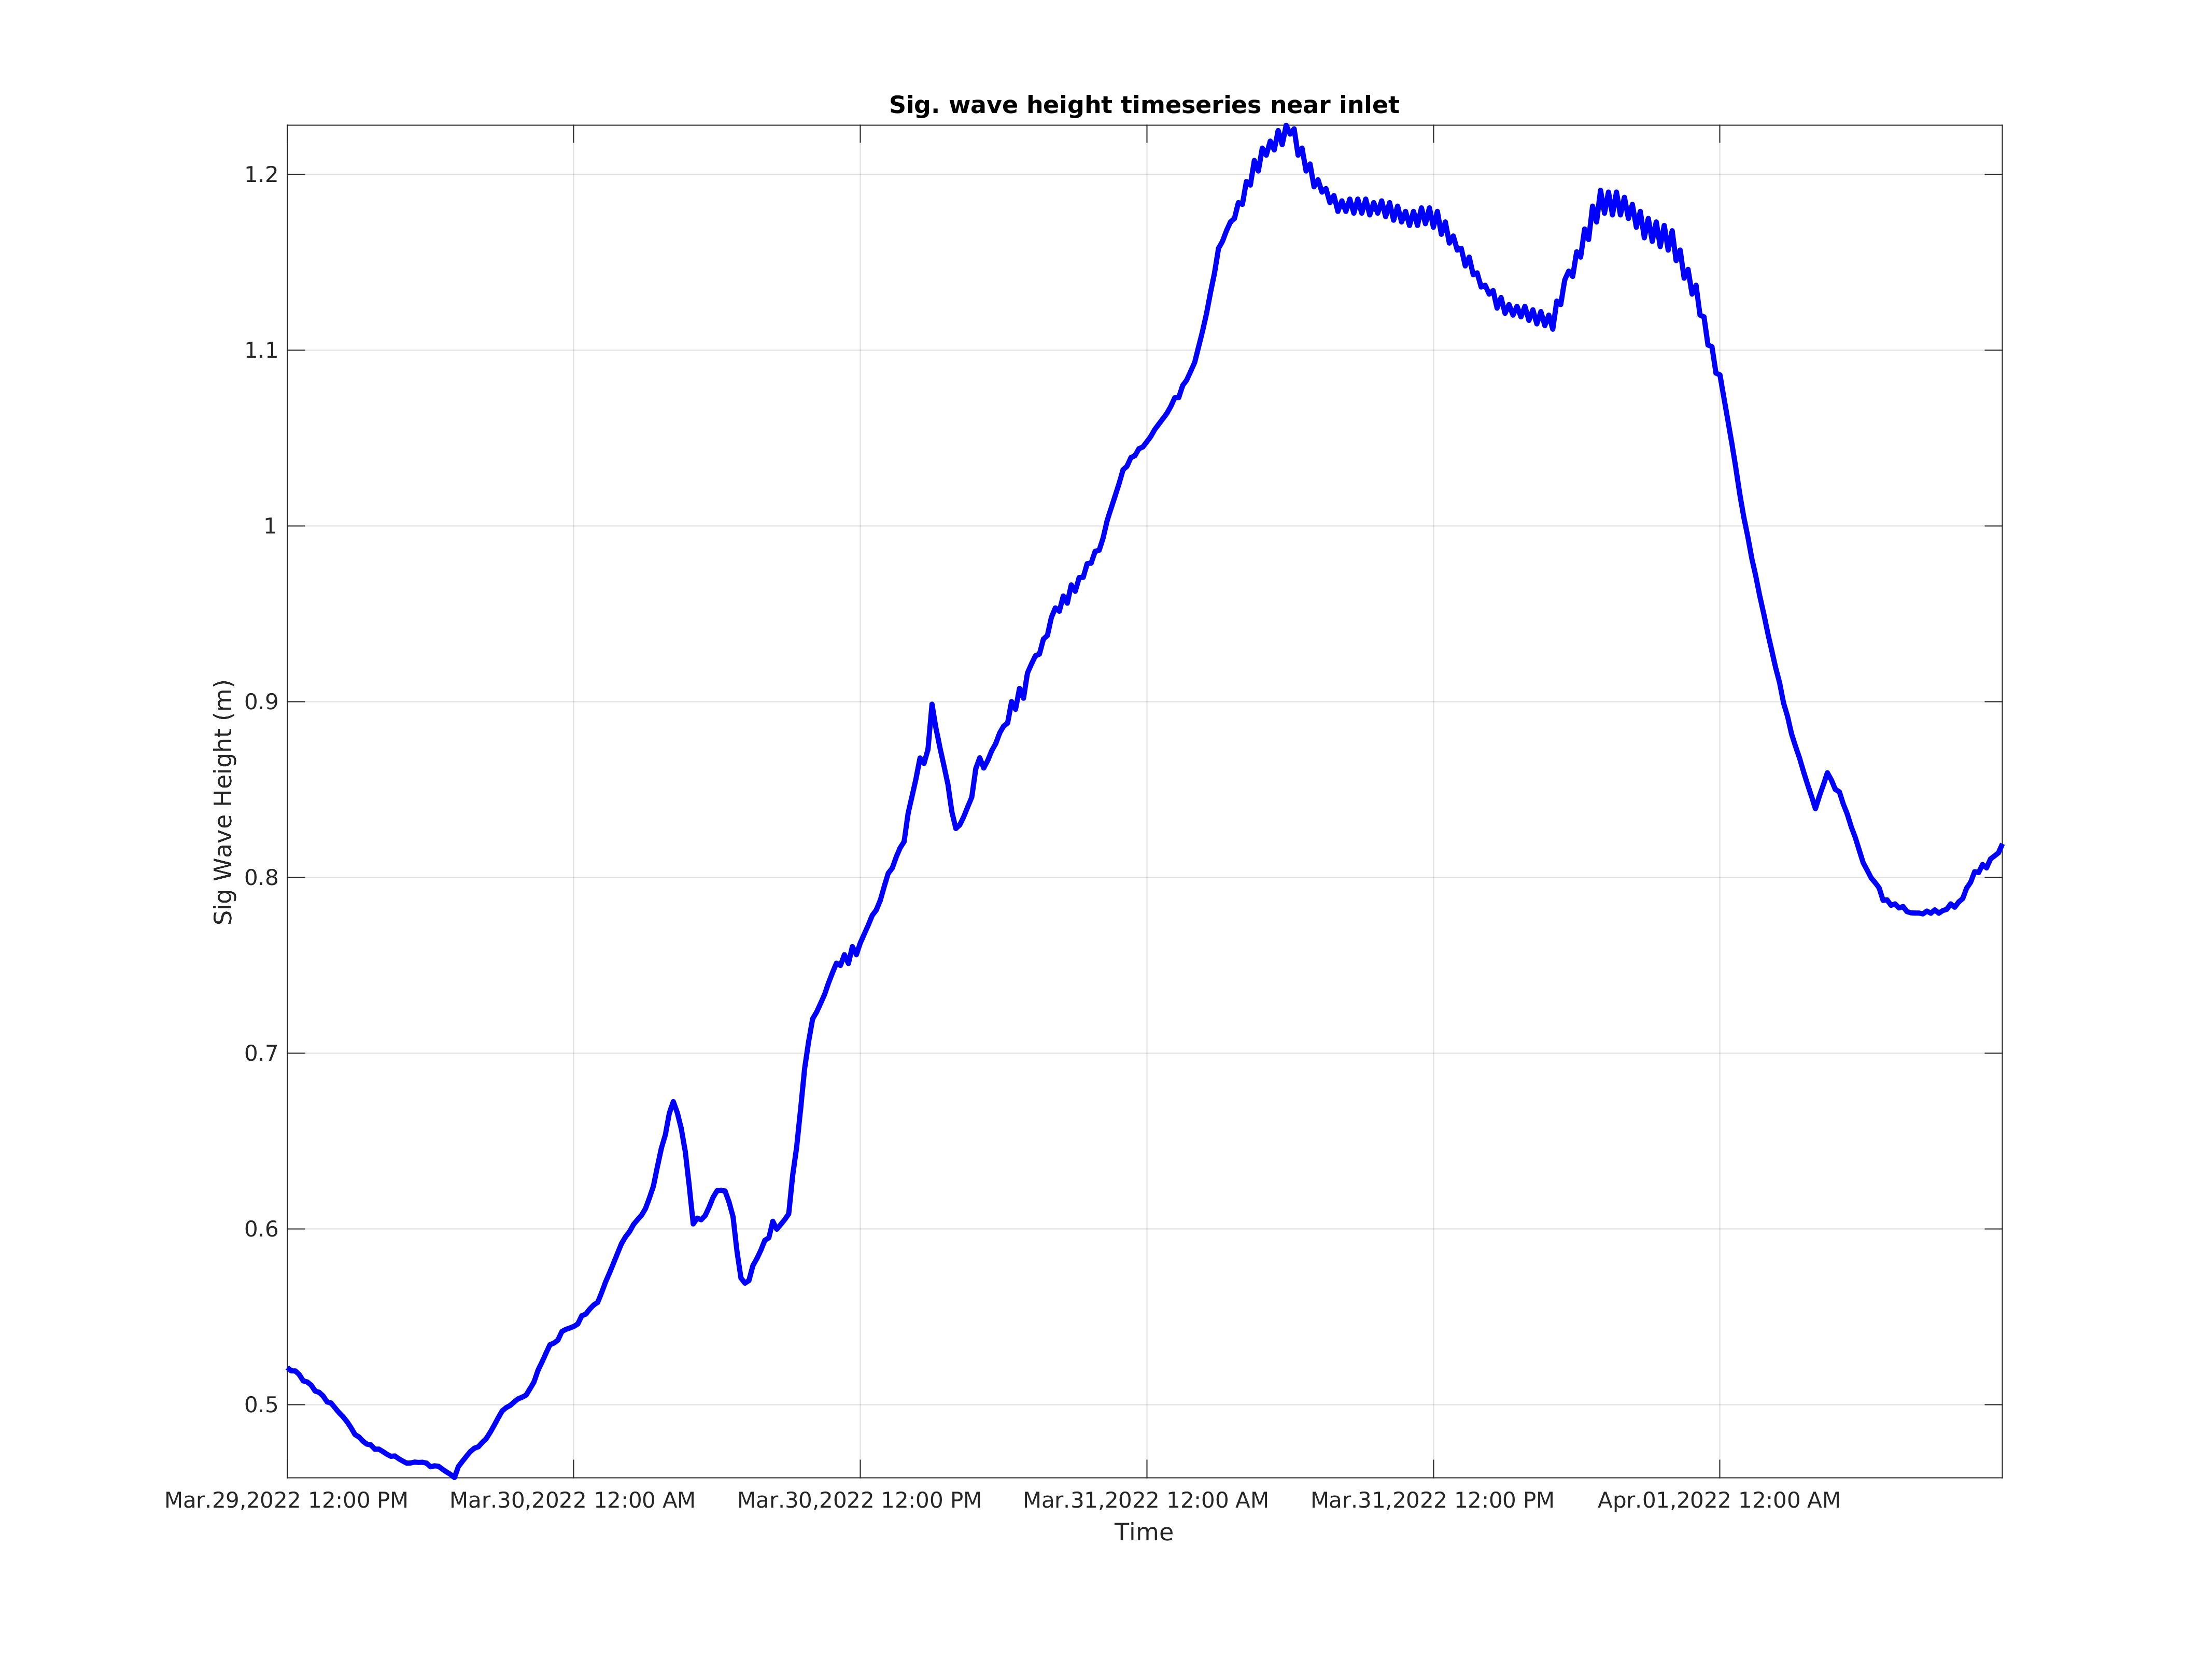 Sig. wave height timeseries near inlet
1.2
1.1
1
0.9
0.8
0.7
0.6
0.5
Sig Wave Height (m)
Mar.29,2022 12:00 PM
Mar.30,2022 12:00 AM
Mar.30,2022 12:00 PM
Mar.31,2022 12:00 AM
Mar.31,2022 12:00 PM
Apr.01,2022 12:00 AM
Time